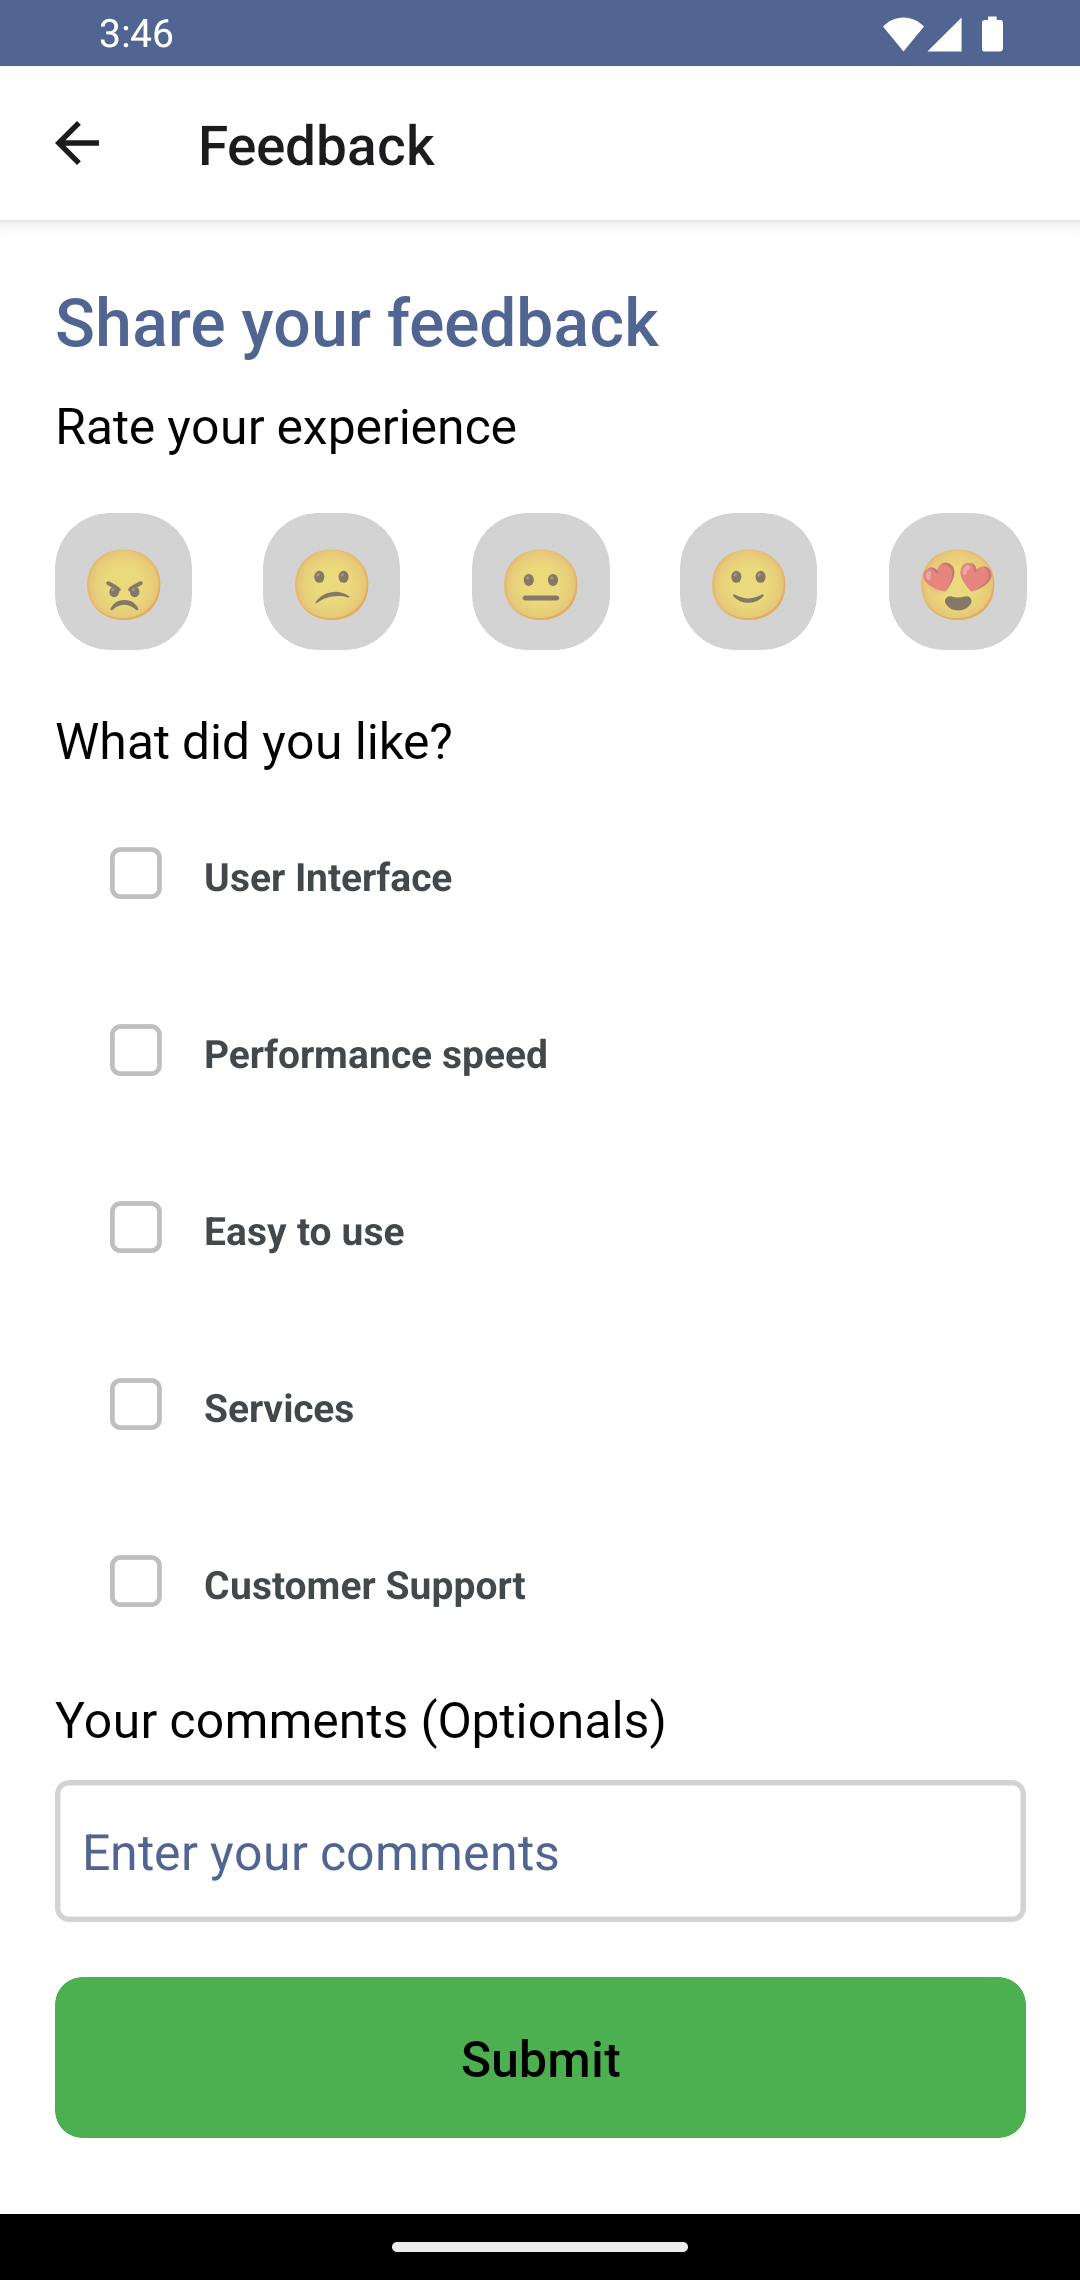 3:46
Feedback
Share your feedback
Rate your experience
What did you like?
User Interface
Performance speed
Easy to use
Services
Customer Support
Your comments (Optionals)
Enter your comments
Submit